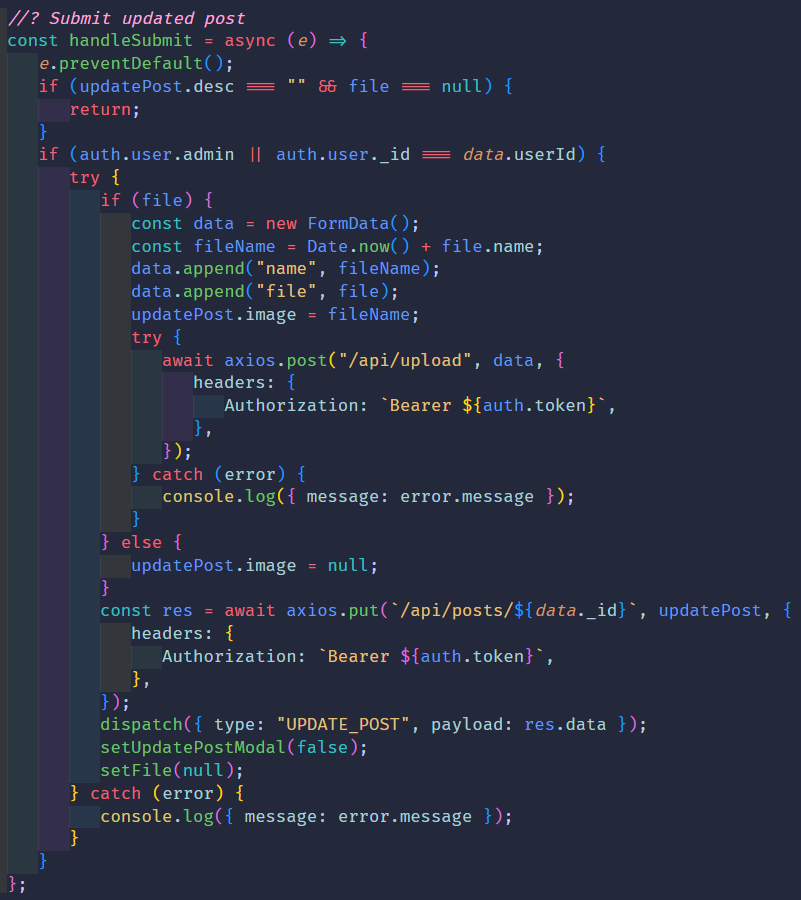 //? Submit updated post
const handleSubmit = async (e) => {
    e.preventDefault();
    if (updatePost.desc === "" && file === null) {
        return;
    }
    if (auth.user.admin || auth.user._id === data.userId) {
        try {
            if (file) {
                const data = new FormData();
                const fileName = Date.now() + file.name;
                data.append("name", fileName);
                data.append("file", file);
                updatePost.image = fileName;
                try {
                    await axios.post("/api/upload", data, {
                        headers: {
                            Authorization: `Bearer ${auth.token}`,
                        },
                    });
                } catch (error) {
                    console.log({ message: error.message });
                }
            } else {
                updatePost.image = null;
            }
            const res = await axios.put(`/api/posts/${data._id}`, updatePost, {
                headers: {
                    Authorization: `Bearer ${auth.token}`,
                },
            });
            dispatch({ type: "UPDATE_POST", payload: res.data });
            setUpdatePostModal(false);
            setFile(null);
        } catch (error) {
            console.log({ message: error.message });
        }
    }
};